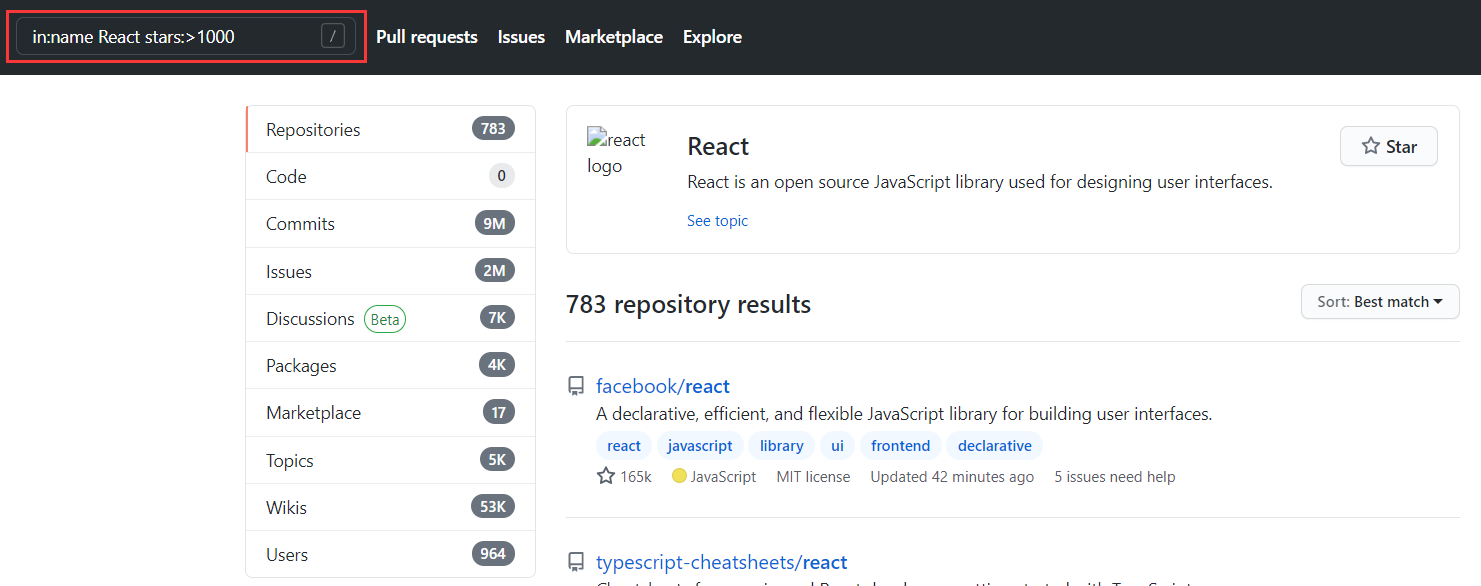 in:name React stars:>1000 / Pull requests Issues Marketplace Explore
Repositories 783
Code 0
Commits 9M
Issues 2M
Discussions Beta 7K
Packages 4K
Marketplace 17
Topics 5K
Wikis 53K
Users 964
react logo
React
React is an open source JavaScript library used for designing user interfaces.
See topic
Star
783 repository results
Sort: Best match
facebook/react
A declarative, efficient, and flexible JavaScript library for building user interfaces.
react javascript library ui frontend declarative
165k JavaScript MIT license Updated 42 minutes ago 5 issues need help
typescript-cheatsheets/react